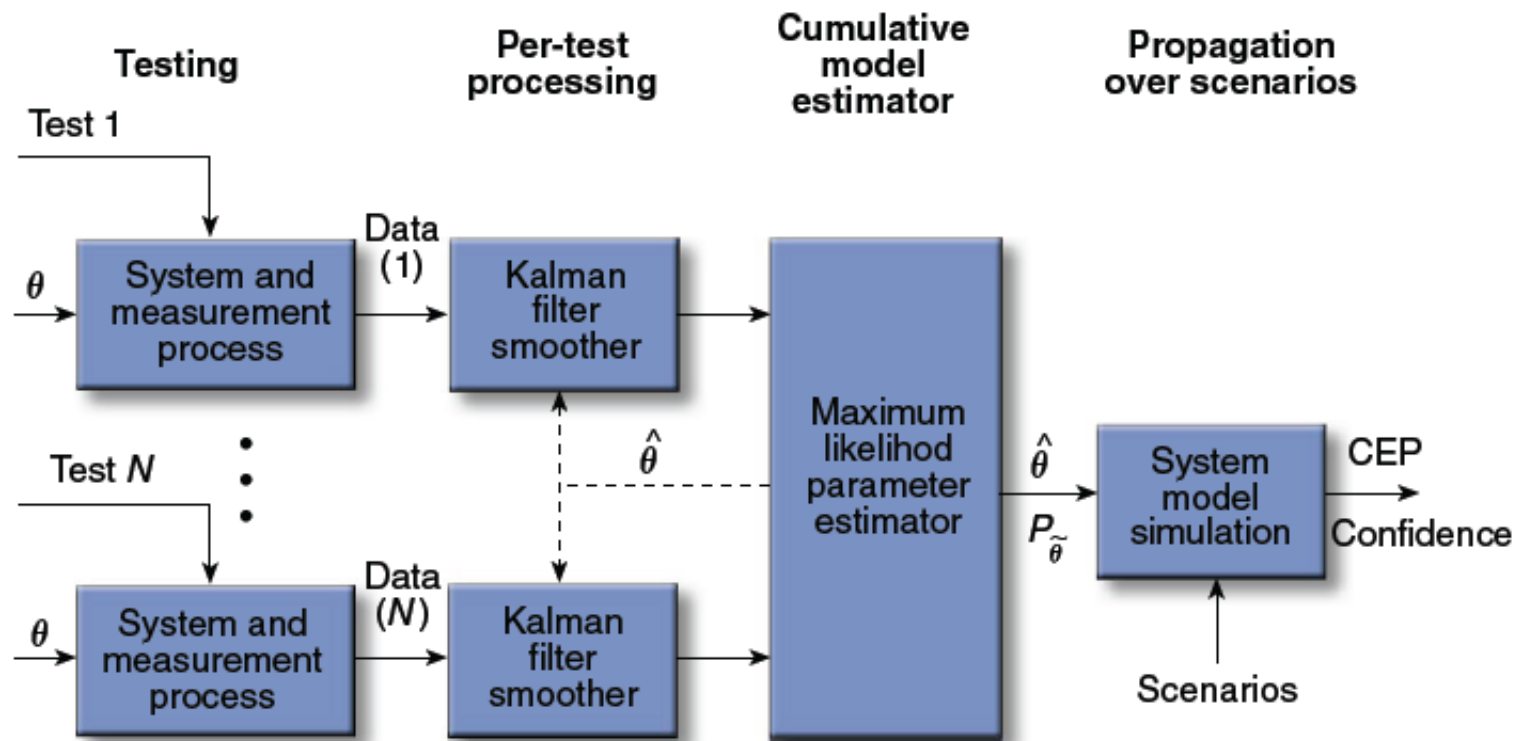 Testing
Per-test
processing
Cumulative
model
estimator
Propagation
over scenarios
Test 1
θ
System and
measurement
process
Data
(1)
Kalman
filter
smoother
Test N
θ̂
Maximum
likelihod
parameter
estimator
θ̂
P_θ̃
System
model
simulation
CEP
Confidence
θ
System and
measurement
process
Data
(N)
Kalman
filter
smoother
Scenarios